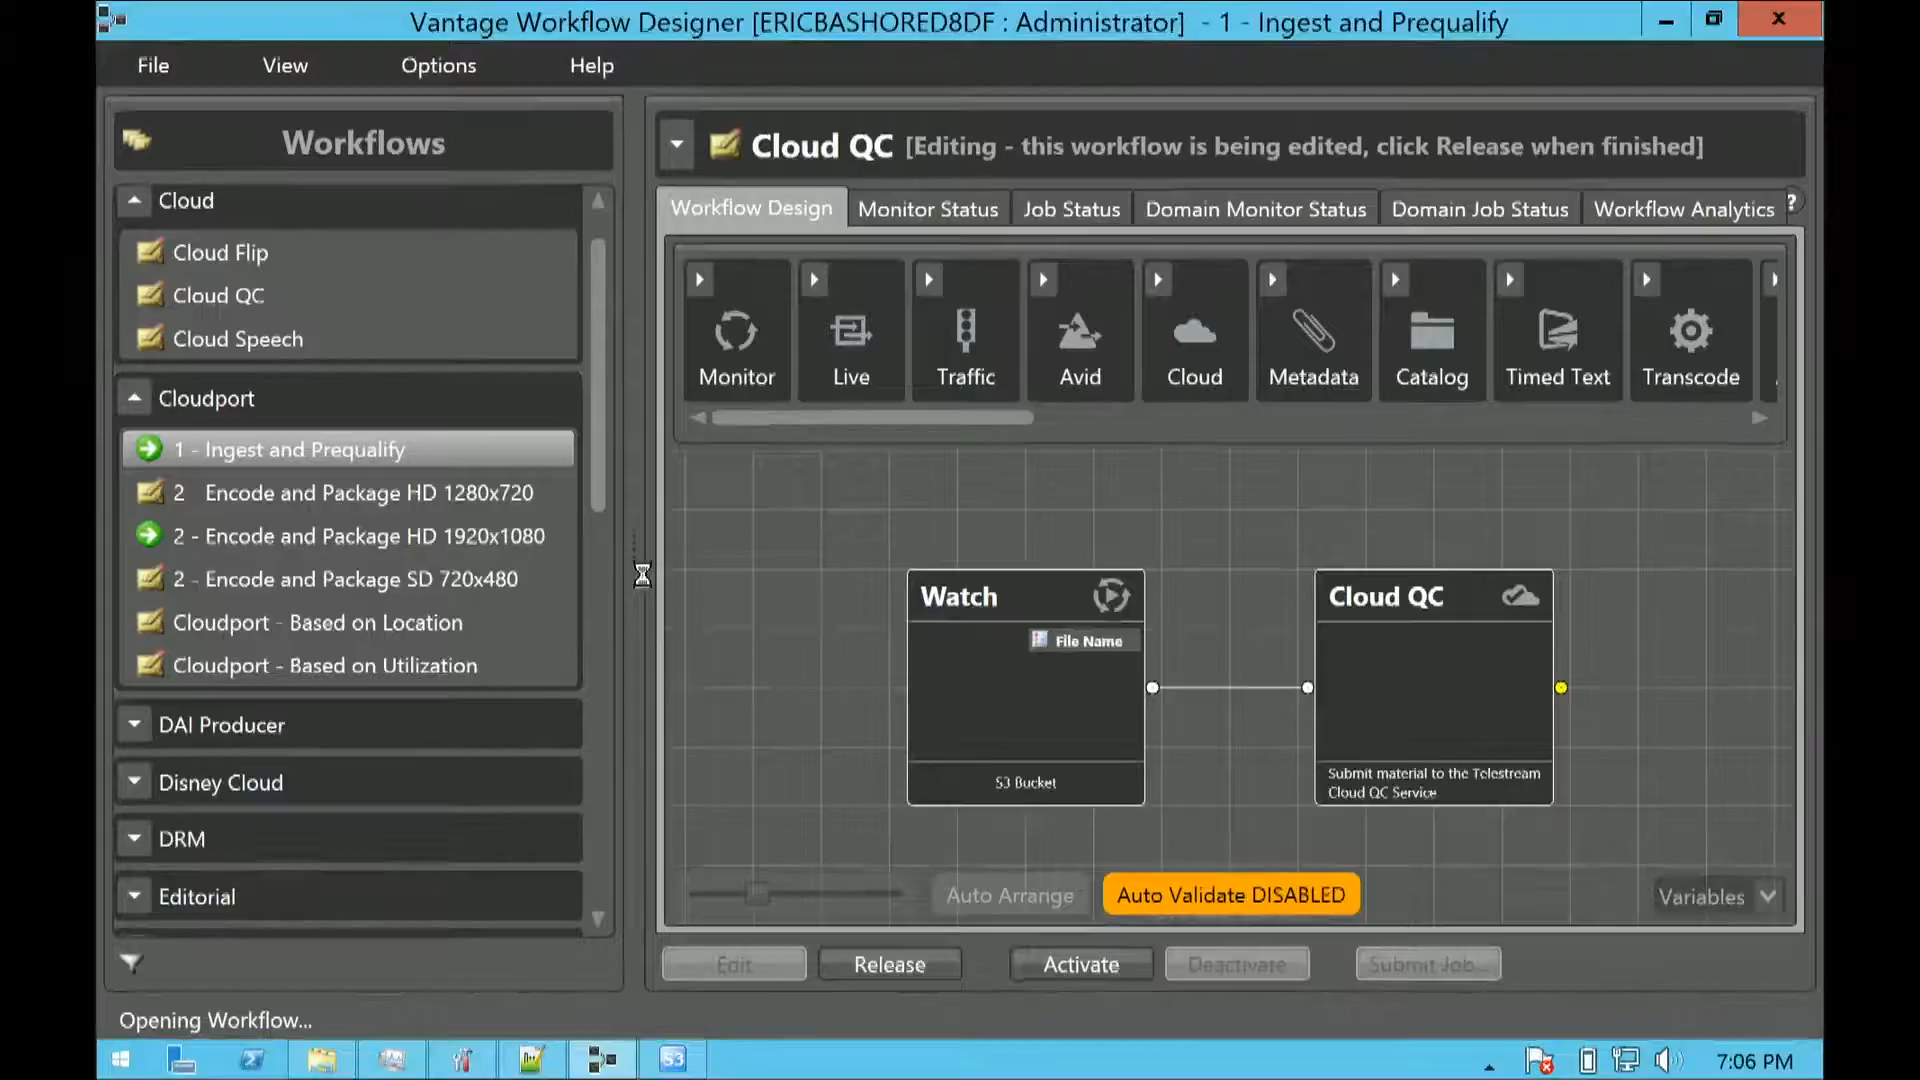 Vantage Workflow Designer [ERICBASHORED8DF : Administrator] - 1 - Ingest and Prequalify
File View Options Help
Workflows
Cloud
Cloud Flip
Cloud QC
Cloud Speech
Cloudport
1 - Ingest and Prequalify
2 Encode and Package HD 1280x720
2 - Encode and Package HD 1920x1080
2 - Encode and Package SD 720x480
Cloudport - Based on Location
Cloudport - Based on Utilization
DAI Producer
Disney Cloud
DRM
Editorial
Opening Workflow...
Cloud QC [Editing - this workflow is being edited, click Release when finished]
Workflow Design Monitor Status Job Status Domain Monitor Status Domain Job Status Workflow Analytics ?
Monitor Live Traffic Avid Cloud Metadata Catalog Timed Text Transcode
Watch
File Name
S3 Bucket
Cloud QC
Submit material to the Telestream
Cloud QC Service
Auto Arrange Auto Validate DISABLED Variables
Edit Release Activate Deactivate Submit Job...
S3
7:06 PM